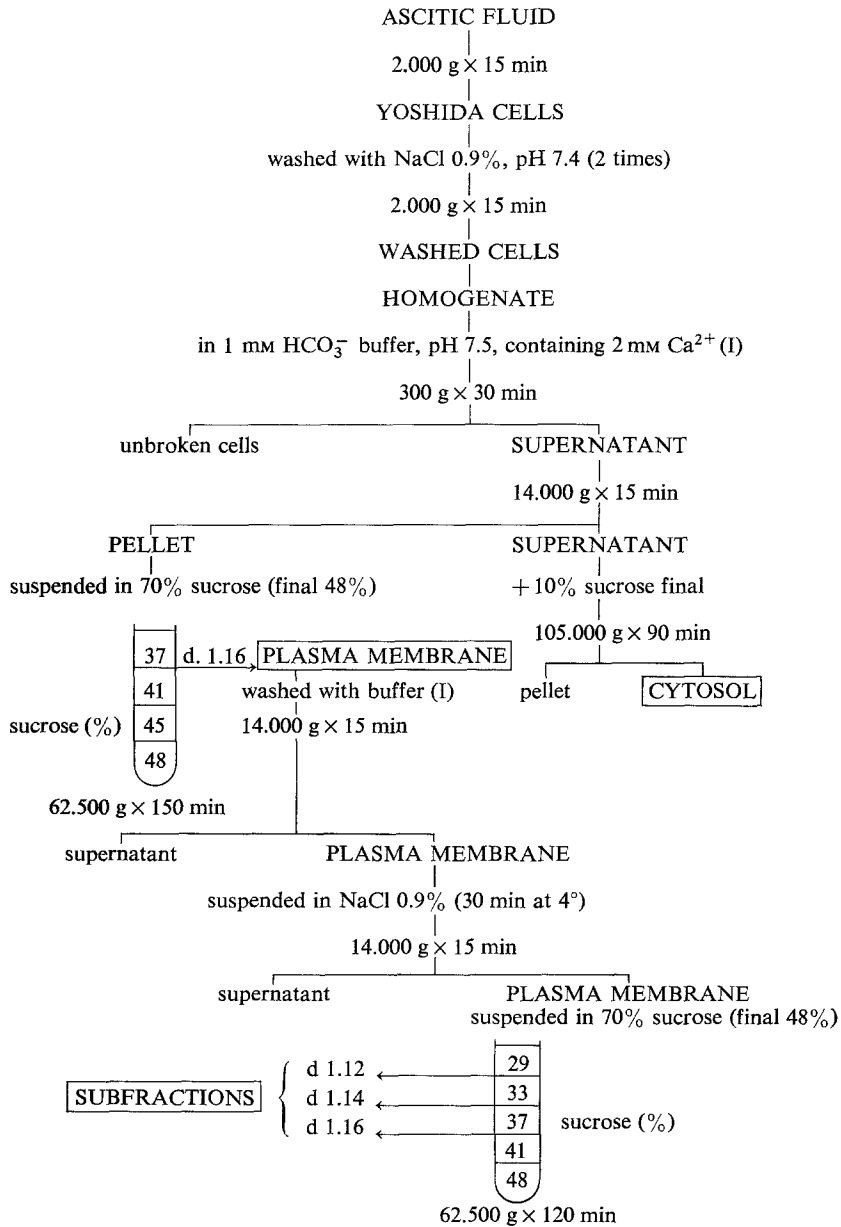 ASCITIC FLUID
2.000 g × 15 min
YOSHIDA CELLS
washed with NaCl 0.9%, pH 7.4 (2 times)
2.000 g × 15 min
WASHED CELLS
HOMOGENATE
in 1 mM HCO₃⁻ buffer, pH 7.5, containing 2 mM Ca²⁺ (I)
300 g × 30 min
unbroken cells
SUPERNATANT
14.000 g × 15 min
PELLET
SUPERNATANT
suspended in 70% sucrose (final 48%)
+10% sucrose final
105.000 g × 90 min
37 d. 1.16 PLASMA MEMBRANE
pellet
CYTOSOL
41 washed with buffer (I)
sucrose (%) 45 14.000 g × 15 min
48
62.500 g × 150 min
supernatant
PLASMA MEMBRANE
suspended in NaCl 0.9% (30 min at 4°)
14.000 g × 15 min
supernatant
PLASMA MEMBRANE
suspended in 70% sucrose (final 48%)
d 1.12 29
SUBFRACTIONS d 1.14 33
d 1.16 37 sucrose (%)
41
48
62.500 g × 120 min